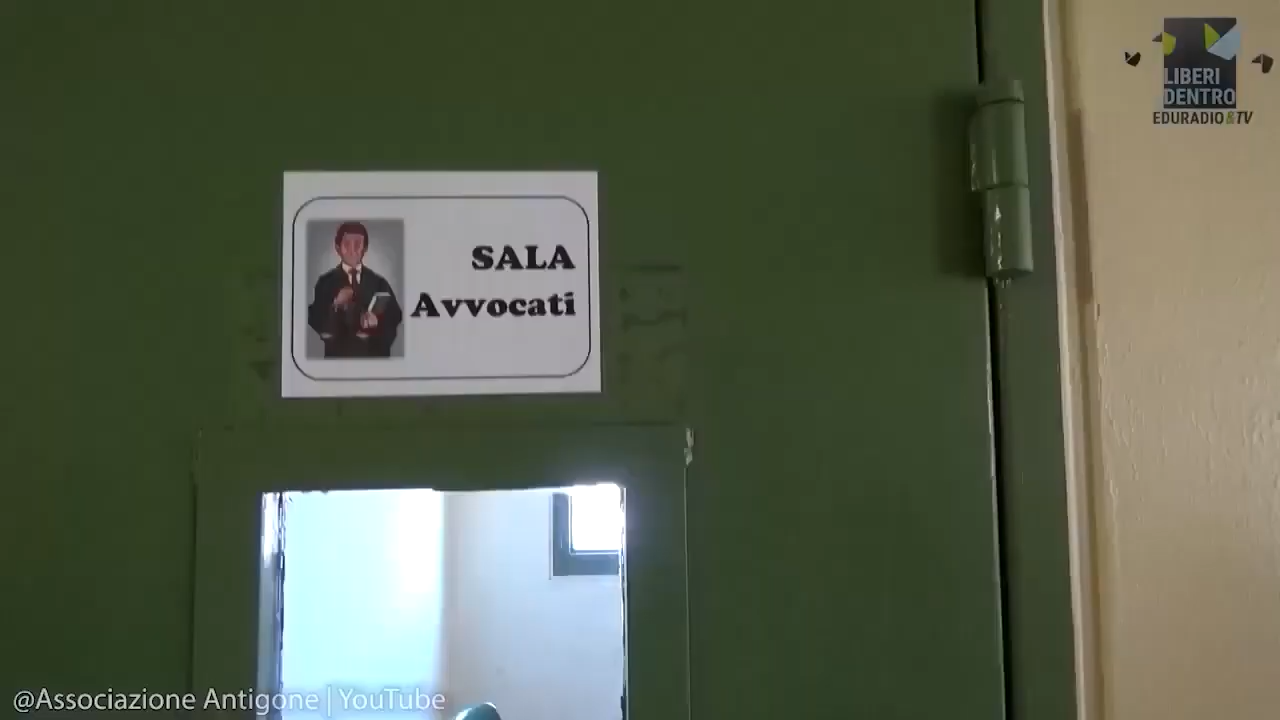 LIBERI
DENTRO
EDURADIO&TV
SALA
Avvocati
@Associazione Antigone | YouTube